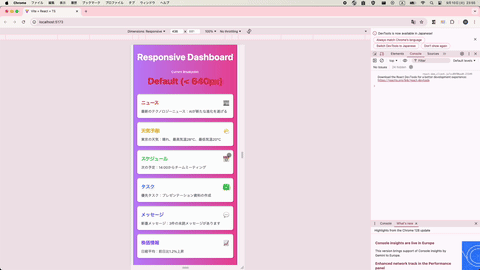 Chrome ファイル 編集 表示 履歴 ブックマーク プロファイル タブ ウィンドウ ヘルプ
Vite + React + TS
localhost:5173
Dimensions: Responsive
No throttling
DevTools is now available in Japanese!
Always match Chrome's language
Switch DevTools to Japanese
Don't show again
Elements
Console
top
Filter
Default levels
No Issues
Download the React DevTools for a better development experience:
https://reactjs.org/link/react-devtools
Responsive Dashboard
Default (< 640px)
ニュース
最新のテクノロジーニュース：AIが新たな進化を遂げる
天気予報
東京の天気：晴れ、最高気温28°C、最低気温20°C
スケジュール
次の予定：14:00からチームミーティング
タスク
優先タスク：プレゼンテーション資料の作成
メッセージ
新着メッセージ：3件の未読メッセージがあります
株価情報
日経平均：前日比1.2%上昇
Console
What's new
Highlights from the Chrome 128 update
Console insights are live in Europe
This version brings support of Console insights by Gemini to Europe.
Enhanced network track in the Performance panel